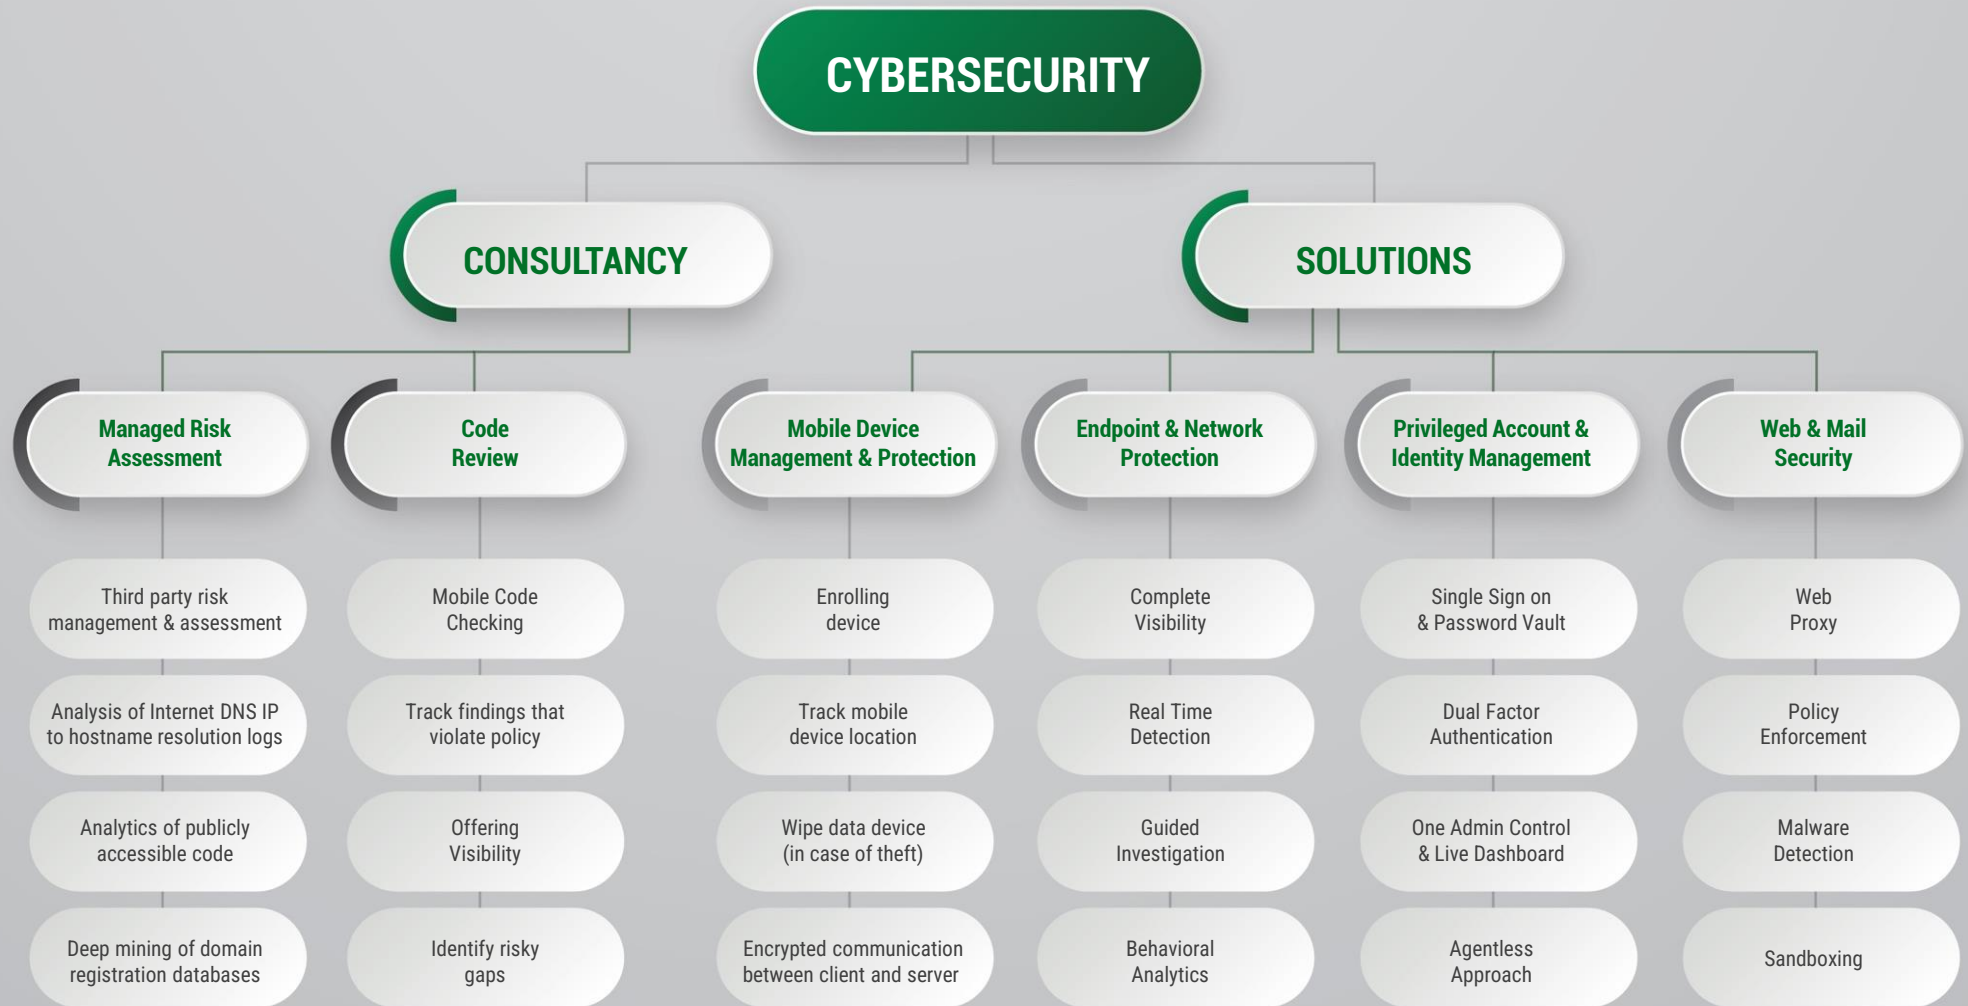 CYBERSECURITY
CONSULTANCY
SOLUTIONS
Managed Risk
Assessment
Code
Review
Mobile Device
Management & Protection
Endpoint & Network
Protection
Privileged Account &
Identity Management
Web & Mail
Security
Third party risk
management & assessment
Mobile Code
Checking
Enrolling
device
Complete
Visibility
Single Sign on
& Password Vault
Web
Proxy
Analysis of Internet DNS IP
to hostname resolution logs
Track findings that
violate policy
Track mobile
device location
Real Time
Detection
Dual Factor
Authentication
Policy
Enforcement
Analytics of publicly
accessible code
Offering
Visibility
Wipe data device
(in case of theft)
Guided
Investigation
One Admin Control
& Live Dashboard
Malware
Detection
Deep mining of domain
registration databases
Identify risky
gaps
Encrypted communication
between client and server
Behavioral
Analytics
Agentless
Approach
Sandboxing